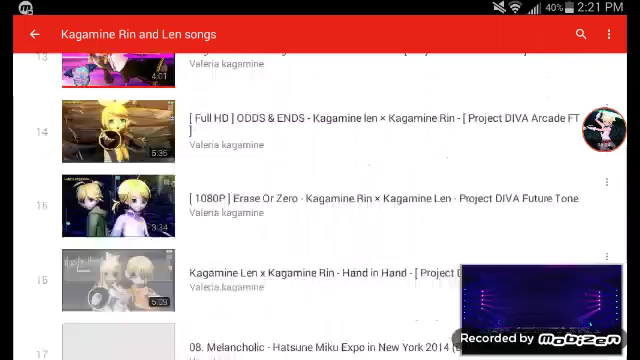 40% 2:21 PM
Kagamine Rin and Len songs
13
4:01
Valeria kagamine
14
5:36
[ Full HD ] ODDS & ENDS - Kagamine len × Kagamine Rin - [ Project DIVA Arcade FT
]
Valeria kagamine
3:34
[ 1080P ] Erase Or Zero - Kagamine Rin × Kagamine Len - Project DIVA Future Tone
Valeria kagamine
5:09
Kagamine Len x Kagamine Rin - Hand in Hand - [ Project D
Valeria.kagamine
17
08. Melancholic - Hatsune Miku Expo in New York 2014 (
Recorded by mobizen